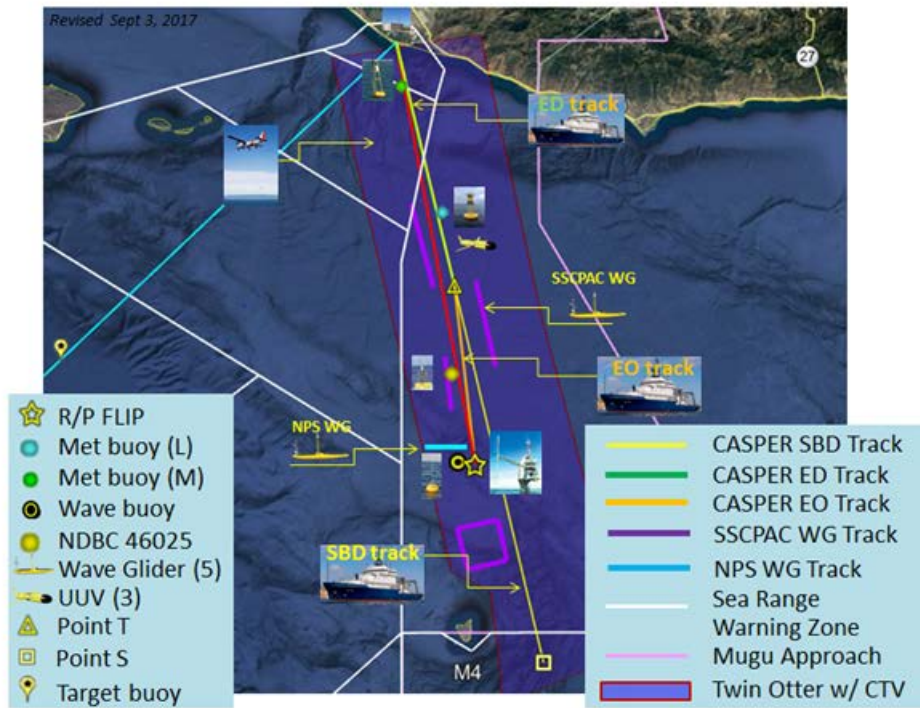 Revised Sept 3, 2017
27
ED track
SSCPAC WG
EO track
NPS WG
SBD track
M4
R/P FLIP
Met buoy (L)
Met buoy (M)
Wave buoy
NDBC 46025
Wave Glider (5)
UUV (3)
Point T
Point S
Target buoy
CASPER SBD Track
CASPER ED Track
CASPER EO Track
SSCPAC WG Track
NPS WG Track
Sea Range
Warning Zone
Mugu Approach
Twin Otter w/ CTV